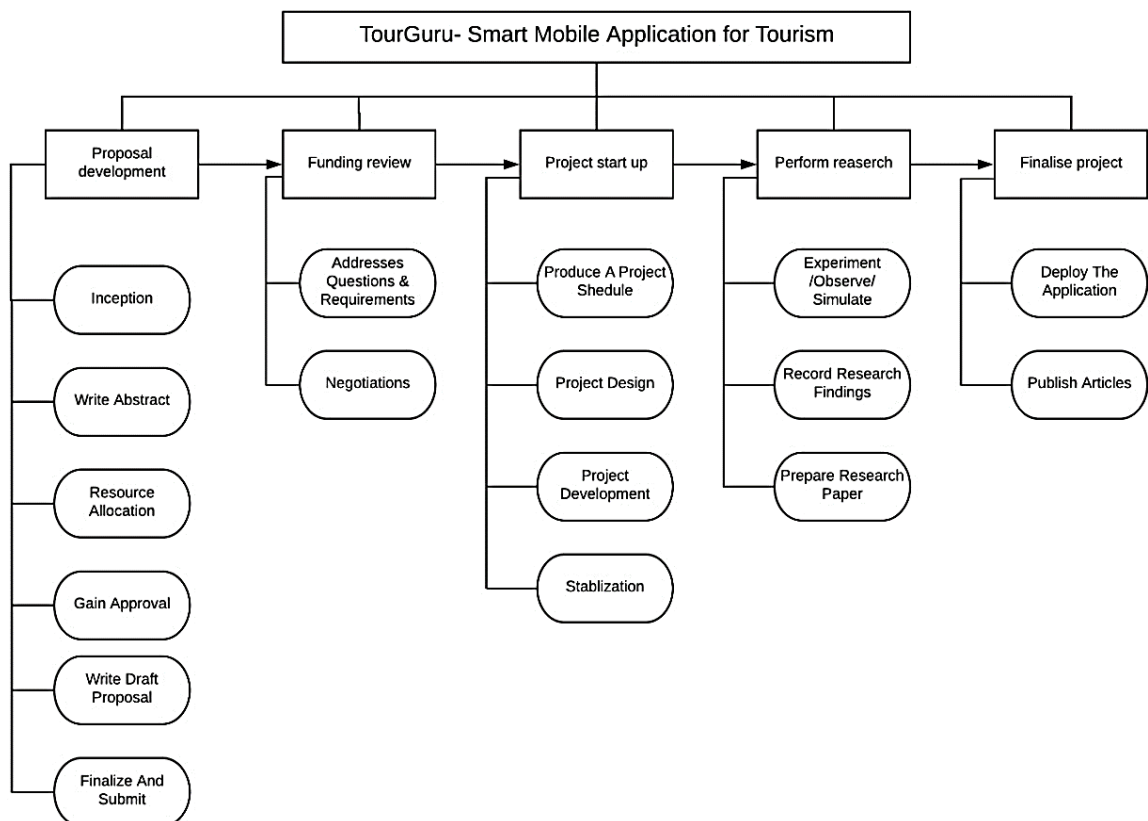 TourGuru- Smart Mobile Application for Tourism
Proposal
development
Funding review
Project start up
Perform reaserch
Finalise project
Inception
Write Abstract
Resource
Allocation
Gain Approval
Write Draft
Proposal
Finalize And
Submit
Addresses
Questions &
Requirements
Negotiations
Produce A Project
Shedule
Project Design
Project
Development
Stablization
Experiment
/Observe/
Simulate
Record Research
Findings
Prepare Research
Paper
Deploy The
Application
Publish Articles